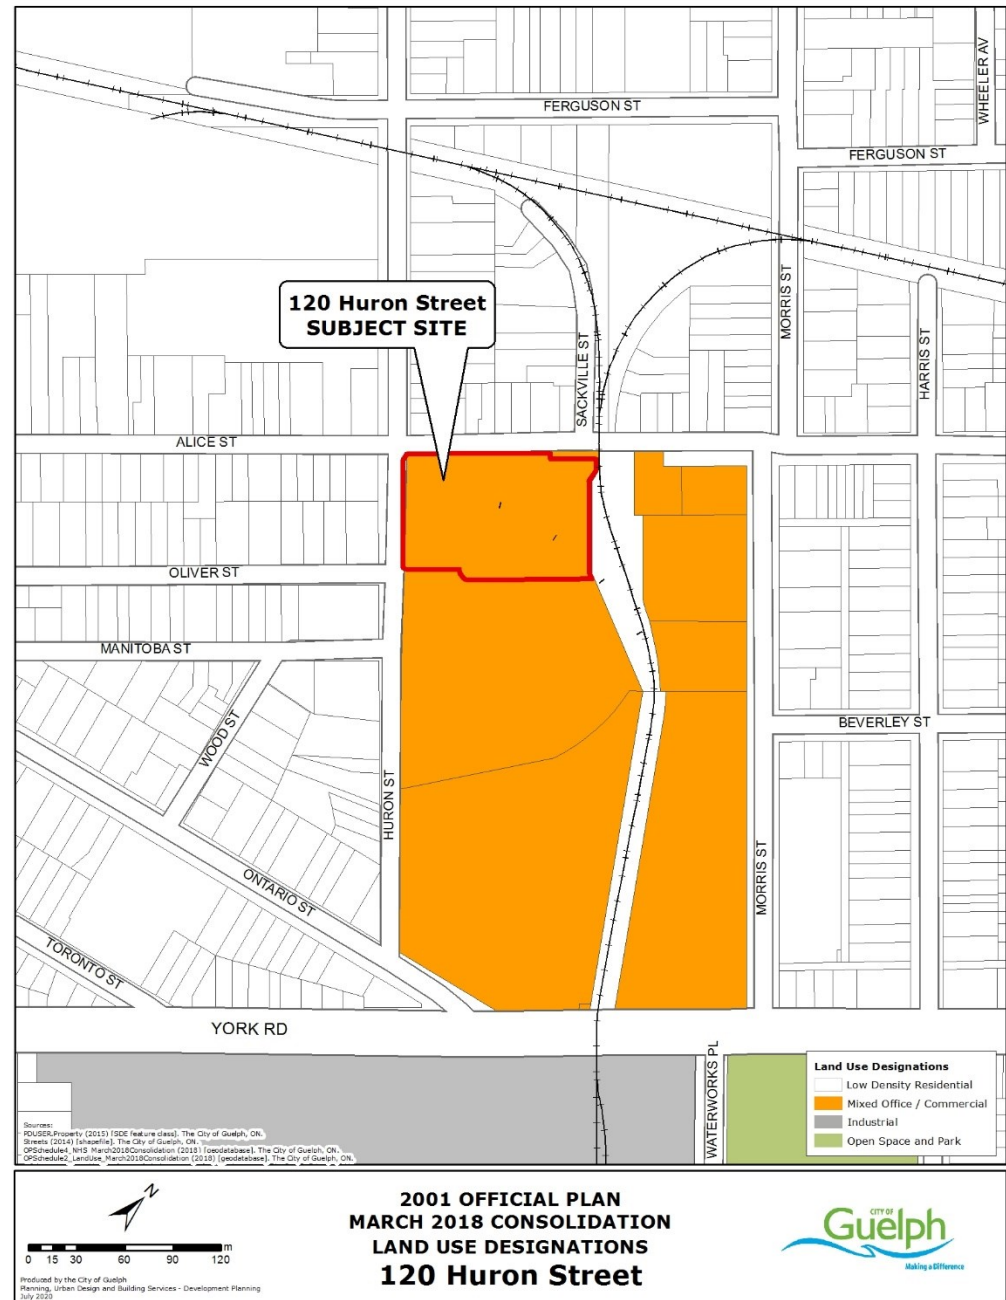 WHEELER AV
FERGUSON ST
FERGUSON ST
MORRIS ST
HARRIS ST
120 Huron Street
SUBJECT SITE
SACKVILLE ST
ALICE ST
OLIVER ST
MANITOBA ST
WOOD ST
BEVERLEY ST
HURON ST
MORRIS ST
ONTARIO ST
TORONTO ST
YORK RD
WATERWORKS PL
Land Use Designations
Low Density Residential
Mixed Office / Commercial
Industrial
Open Space and Park
Sources:
PDUSER.Property (2015) [SDE feature class]. The City of Guelph, ON.
Streets (2014) [shapefile]. The City of Guelph, ON.
OPSchedule4_NHS_March2018Consolidation (2018) [geodatabase]. The City of Guelph, ON.
OPSchedule2_LandUse_March2018Consolidation (2018) [geodatabase]. The City of Guelph, ON.
N
0 15 30 60 90 120 m
Produced by the City of Guelph
Planning, Urban Design and Building Services - Development Planning
July 2020
2001 OFFICIAL PLAN
MARCH 2018 CONSOLIDATION
LAND USE DESIGNATIONS
120 Huron Street
CITY OF
Guelph
Making a Difference